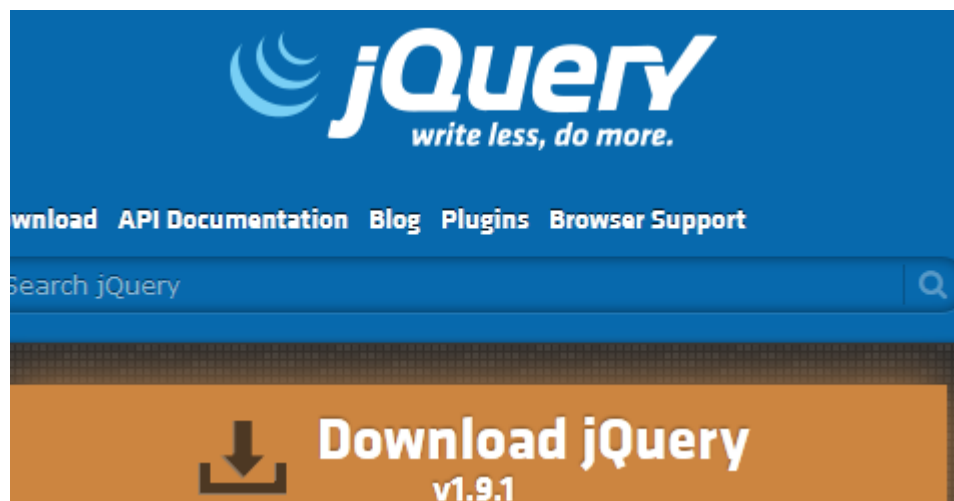 jQuery
write less, do more.
wnload API Documentation Blog Plugins Browser Support
Search jQuery
Download jQuery
v1.9.1